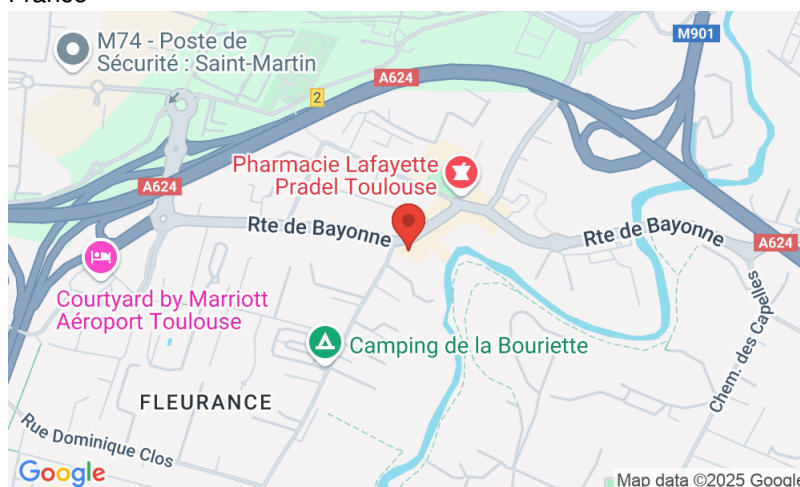 France
M74 - Poste de
Sécurité : Saint-Martin
M901
A624
2
Pharmacie Lafayette
Pradel Toulouse
A624
Rte de Bayonne
Rte de Bayonne
A624
Courtyard by Marriott
Aéroport Toulouse
Camping de la Bouriette
Chem. des Capelles
FLEURANCE
Rue Dominique Clos
Google
Map data ©2025 Google